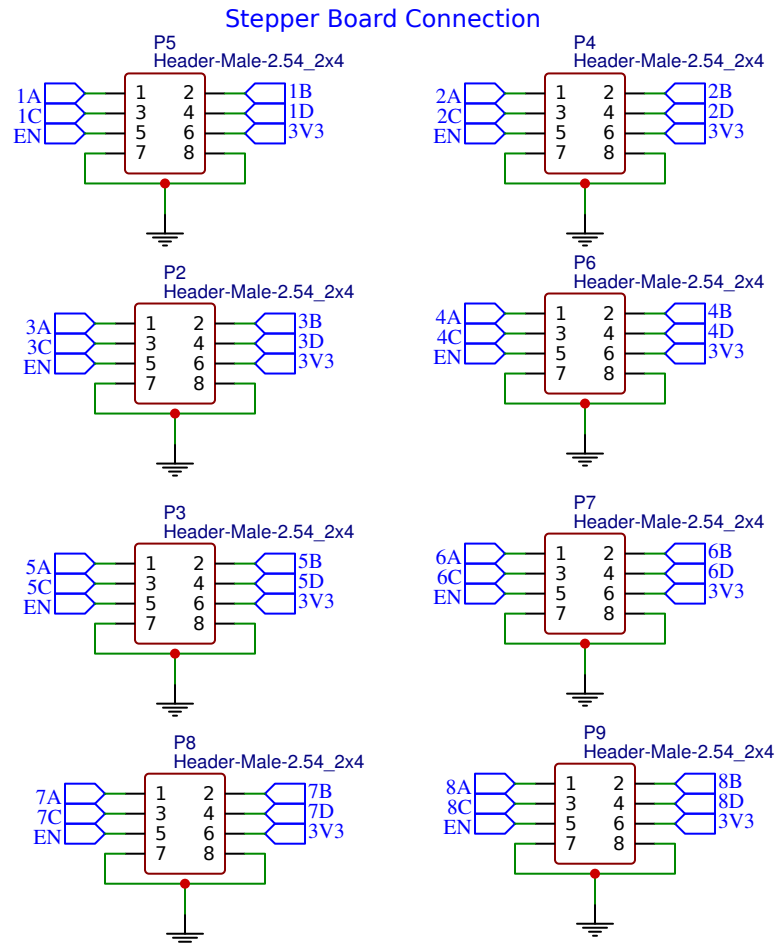 Stepper Board Connection
P5
Header-Male-2.54_2x4
1A 1 2 1B
1C 3 4 1D
EN 5 6 3V3
7 8
P4
Header-Male-2.54_2x4
2A 1 2 2B
2C 3 4 2D
EN 5 6 3V3
7 8
P2
Header-Male-2.54_2x4
3A 1 2 3B
3C 3 4 3D
EN 5 6 3V3
7 8
P6
Header-Male-2.54_2x4
4A 1 2 4B
4C 3 4 4D
EN 5 6 3V3
7 8
P3
Header-Male-2.54_2x4
5A 1 2 5B
5C 3 4 5D
EN 5 6 3V3
7 8
P7
Header-Male-2.54_2x4
6A 1 2 6B
6C 3 4 6D
EN 5 6 3V3
7 8
P8
Header-Male-2.54_2x4
7A 1 2 7B
7C 3 4 7D
EN 5 6 3V3
7 8
P9
Header-Male-2.54_2x4
8A 1 2 8B
8C 3 4 8D
EN 5 6 3V3
7 8